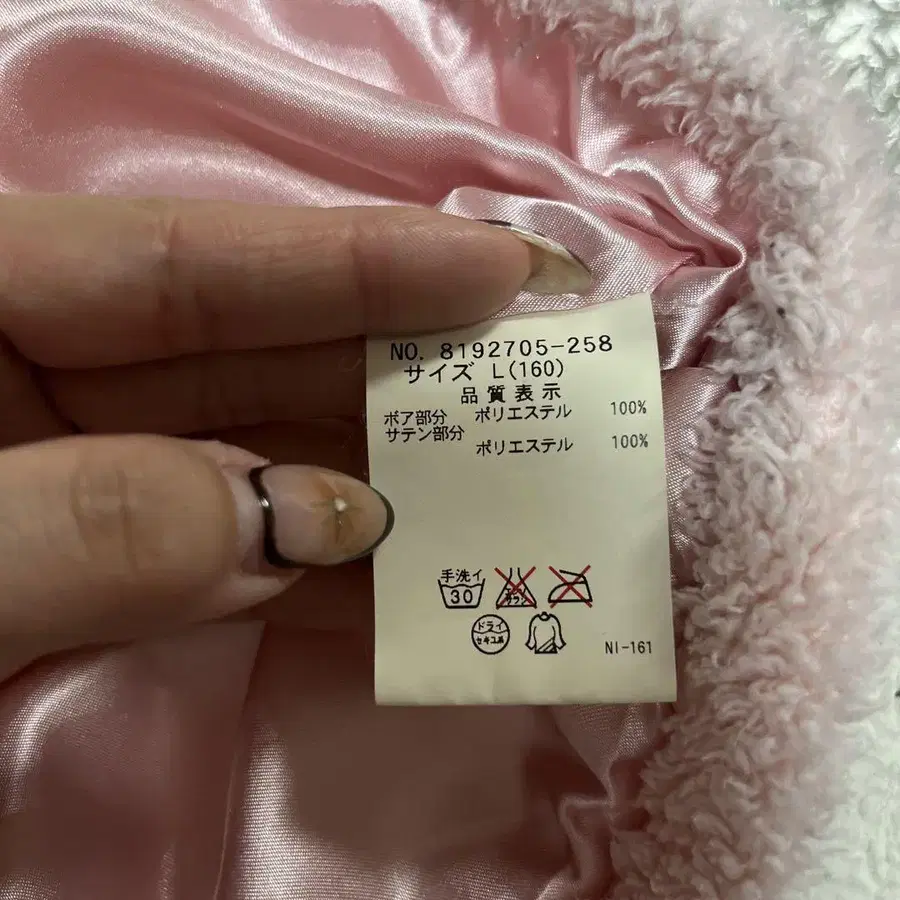 NO. 8192705-258
サイズ L(160)
品質表示
ボア部分 ポリエステル 100%
サテン部分
ポリエステル 100%
手洗イ
30
ドライ
セキユ系
NI-161